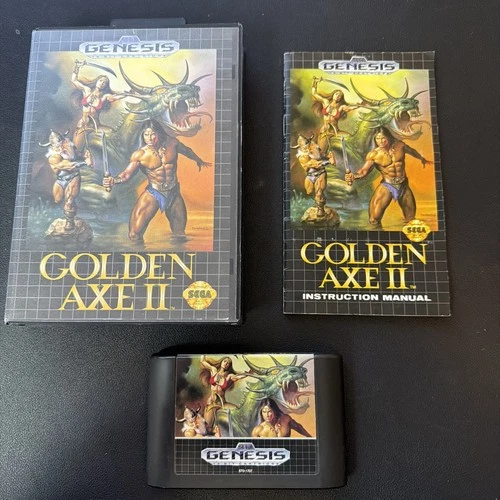 GENESIS
GOLDEN
AXE II
SEGA
GENESIS
SEGA
GOLDEN
AXE II
INSTRUCTION MANUAL
GENESIS